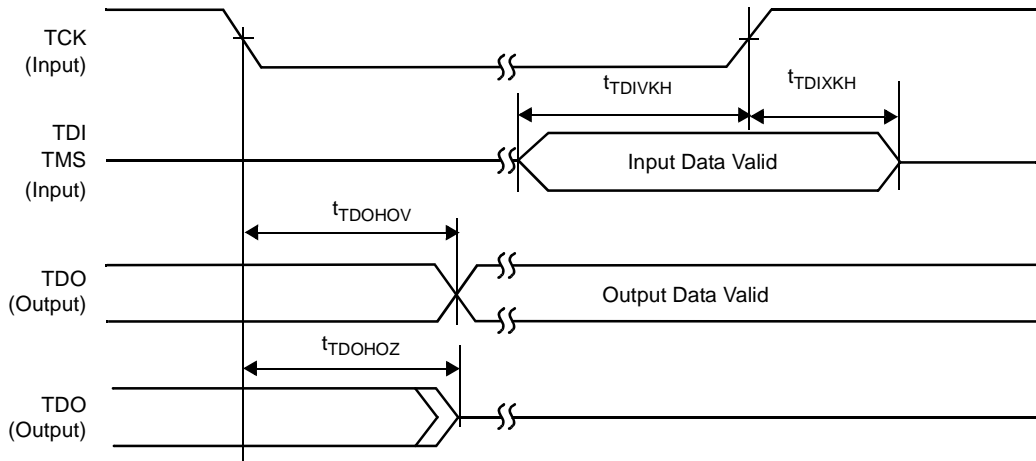 TCK
(Input)
tTDIVKH
tTDIXKH
TDI
TMS
(Input)
Input Data Valid
tTDOHOV
TDO
(Output)
Output Data Valid
tTDOHOZ
TDO
(Output)